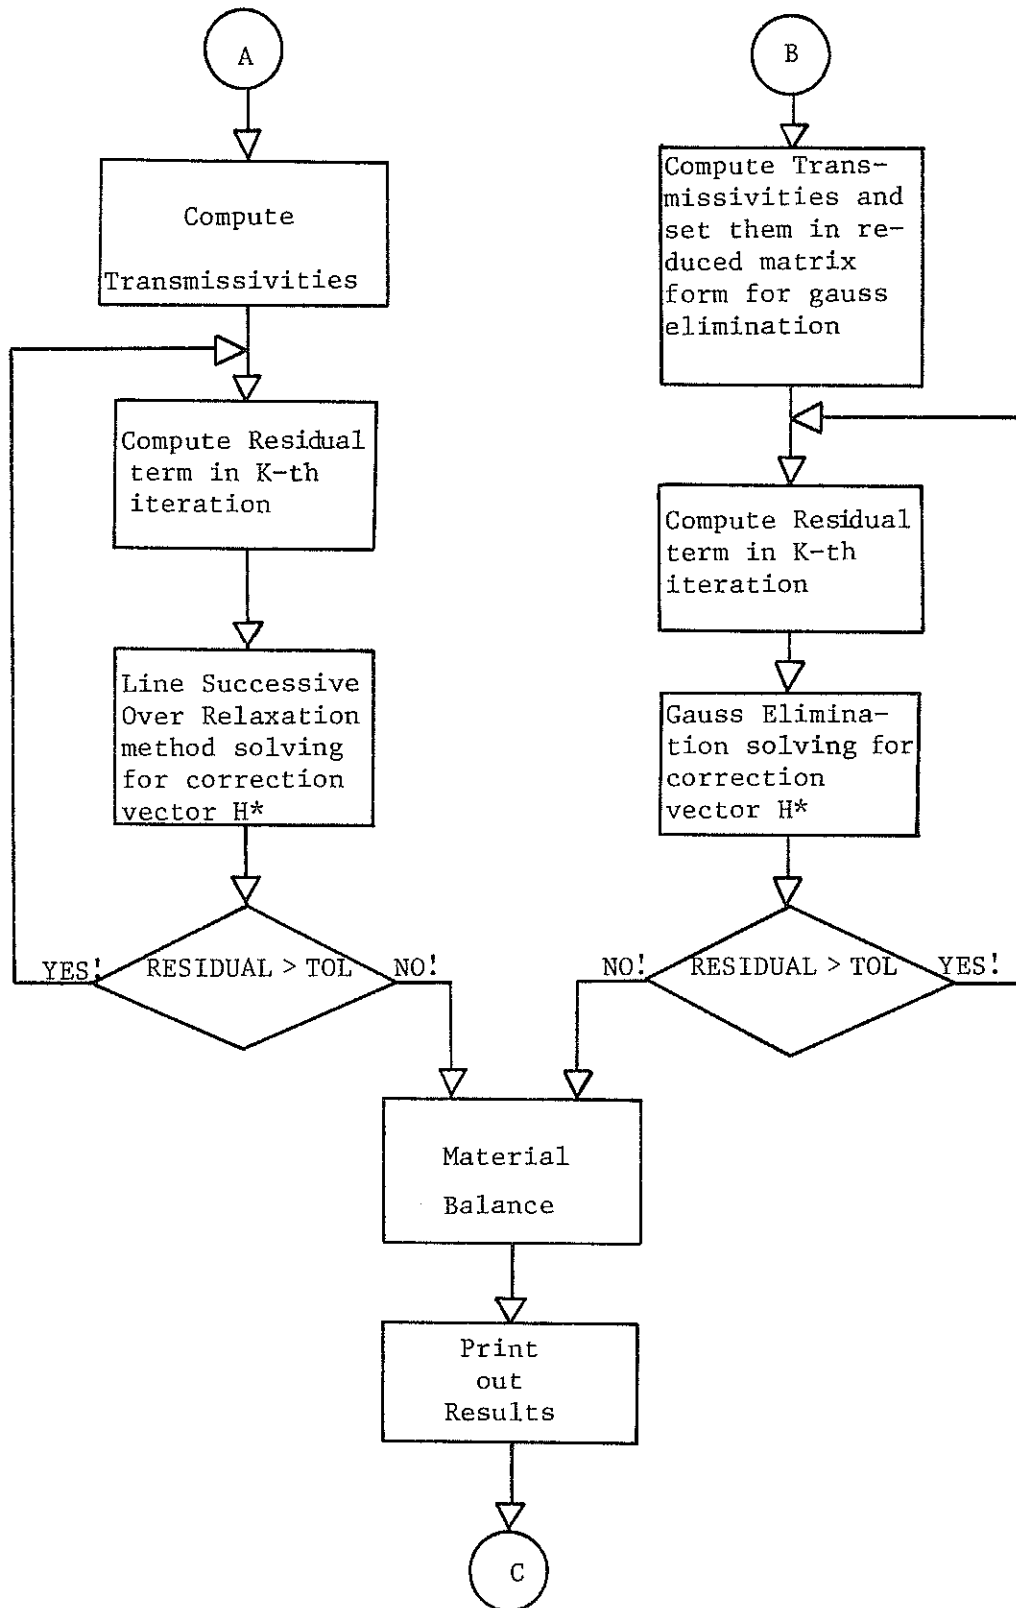 A
Compute
Transmissivities
Compute Residual
term in K-th
iteration
Line Successive
Over Relaxation
method solving
for correction
vector H*
YES!
RESIDUAL > TOL
NO!
B
Compute Trans-
missivities and
set them in re-
duced matrix
form for gauss
elimination
Compute Residual
term in K-th
iteration
Gauss Elimina-
tion solving for
correction
vector H*
NO!
RESIDUAL > TOL
YES!
Material
Balance
Print
out
Results
C